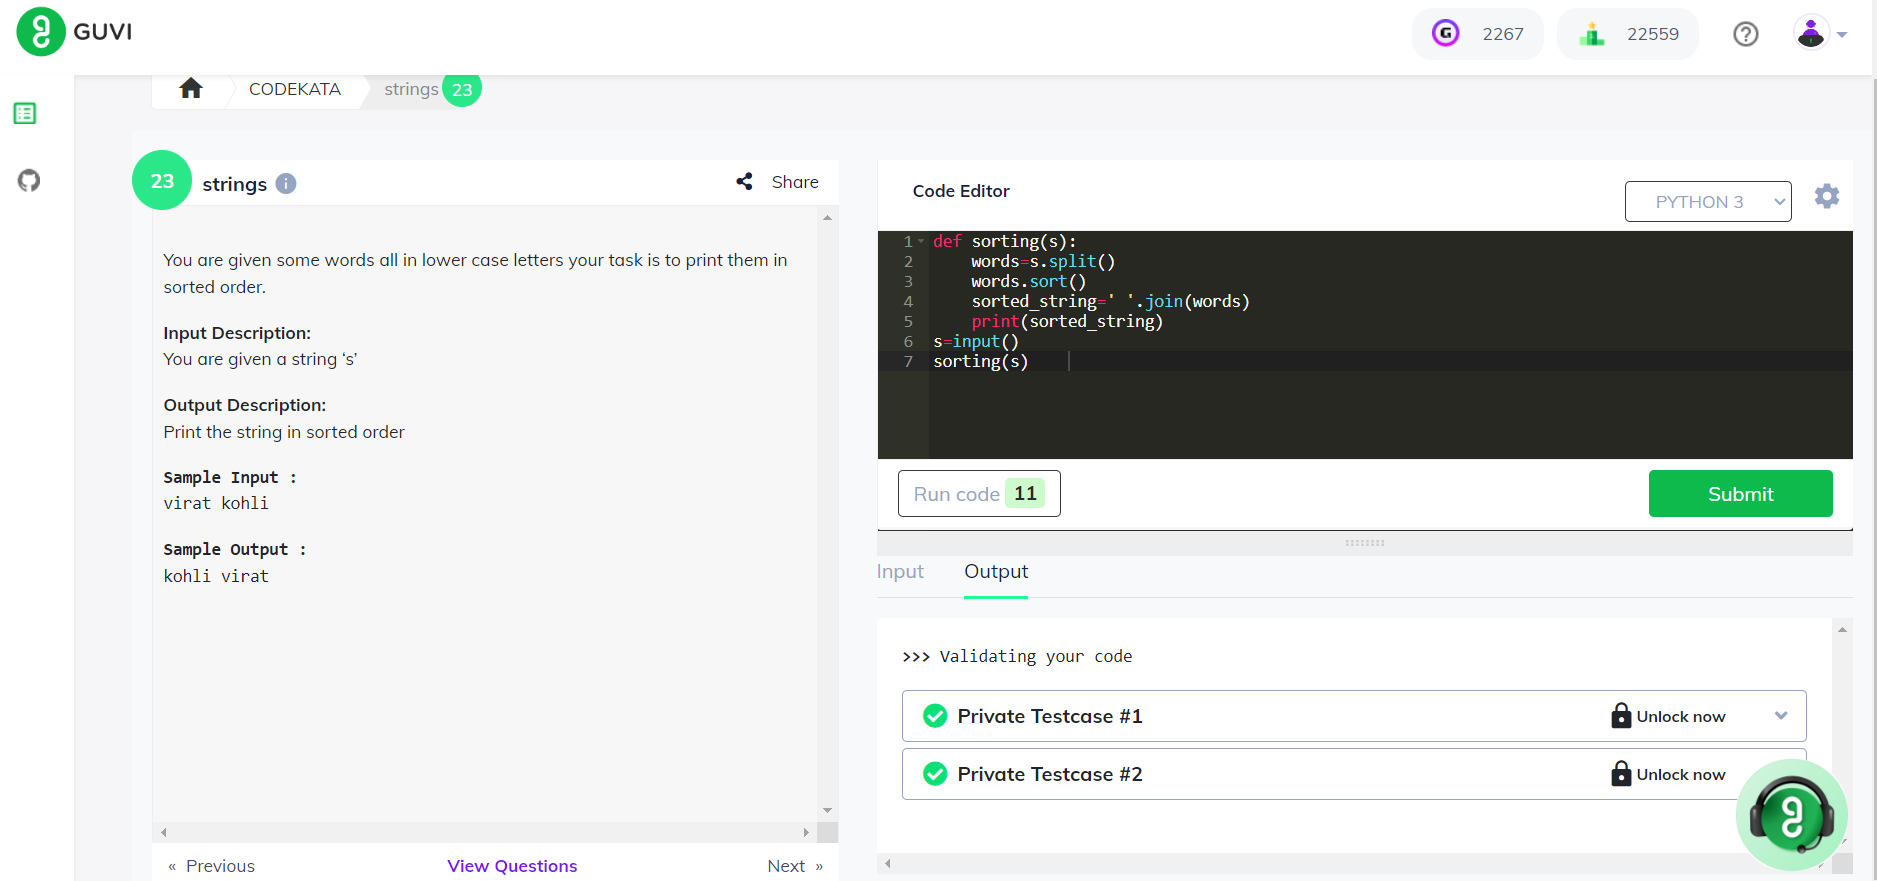 GUVI
2267
22559
CODEKATA
strings 23
23 strings
Share
You are given some words all in lower case letters your task is to print them in
sorted order.
Input Description:
You are given a string ‘s’
Output Description:
Print the string in sorted order
Sample Input :
virat kohli
Sample Output :
kohli virat
« Previous
View Questions
Next »
Code Editor
PYTHON 3
1 def sorting(s):
2 words=s.split()
3 words.sort()
4 sorted_string=' '.join(words)
5 print(sorted_string)
6 s=input()
7 sorting(s)
Run code 11
Submit
Input
Output
>>> Validating your code
Private Testcase #1
Unlock now
Private Testcase #2
Unlock now